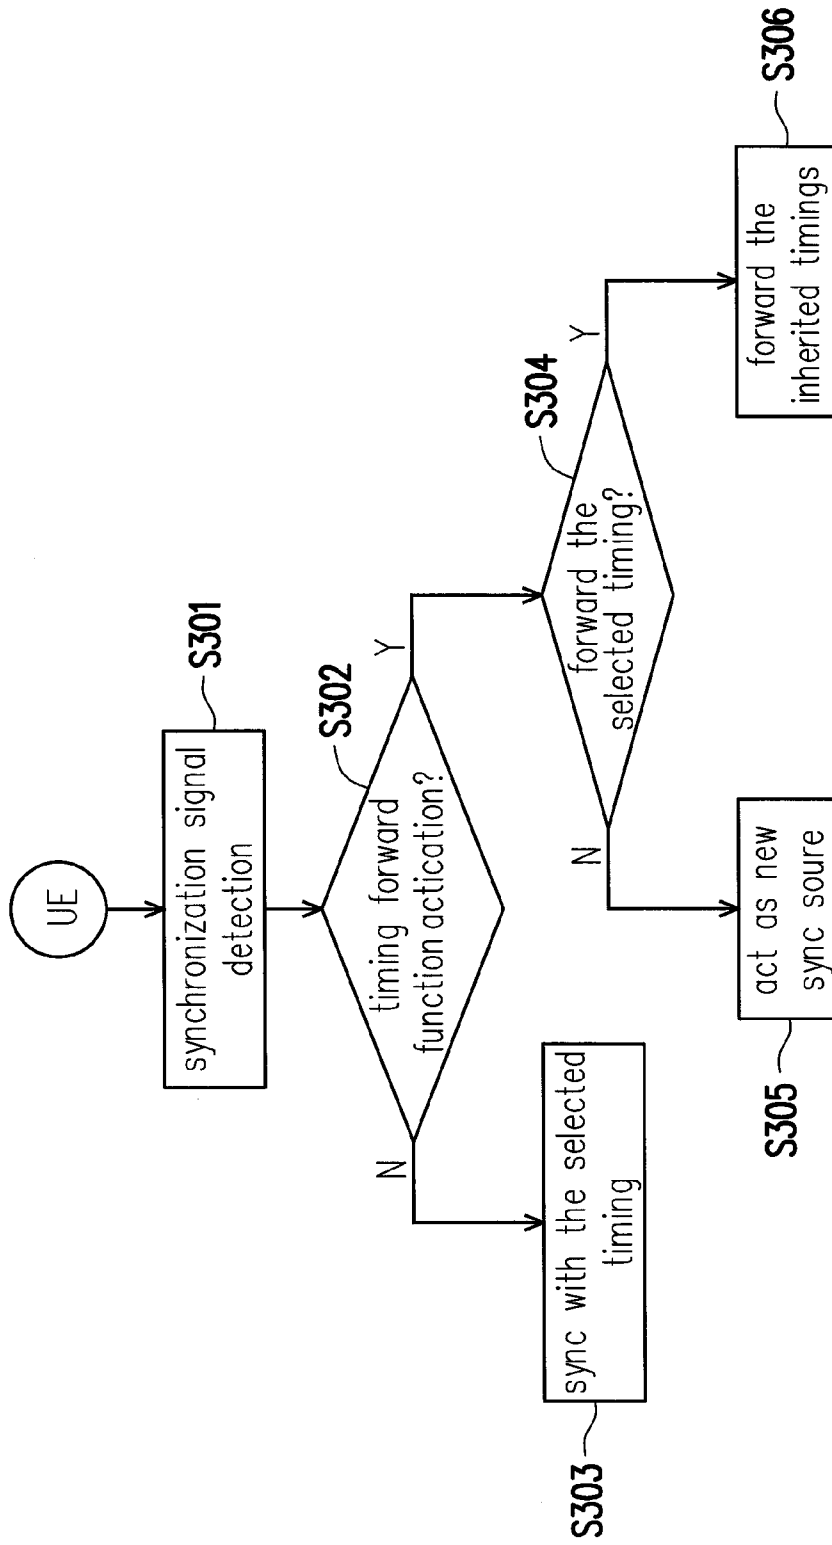 UE
S301
synchronization signal
detection
S302
timing forward
function actication?
N
Y
S303
sync with the selected
timing
S304
forward the
selected timing?
N
Y
S305
act as new
sync soure
S306
forward the
inherited timings